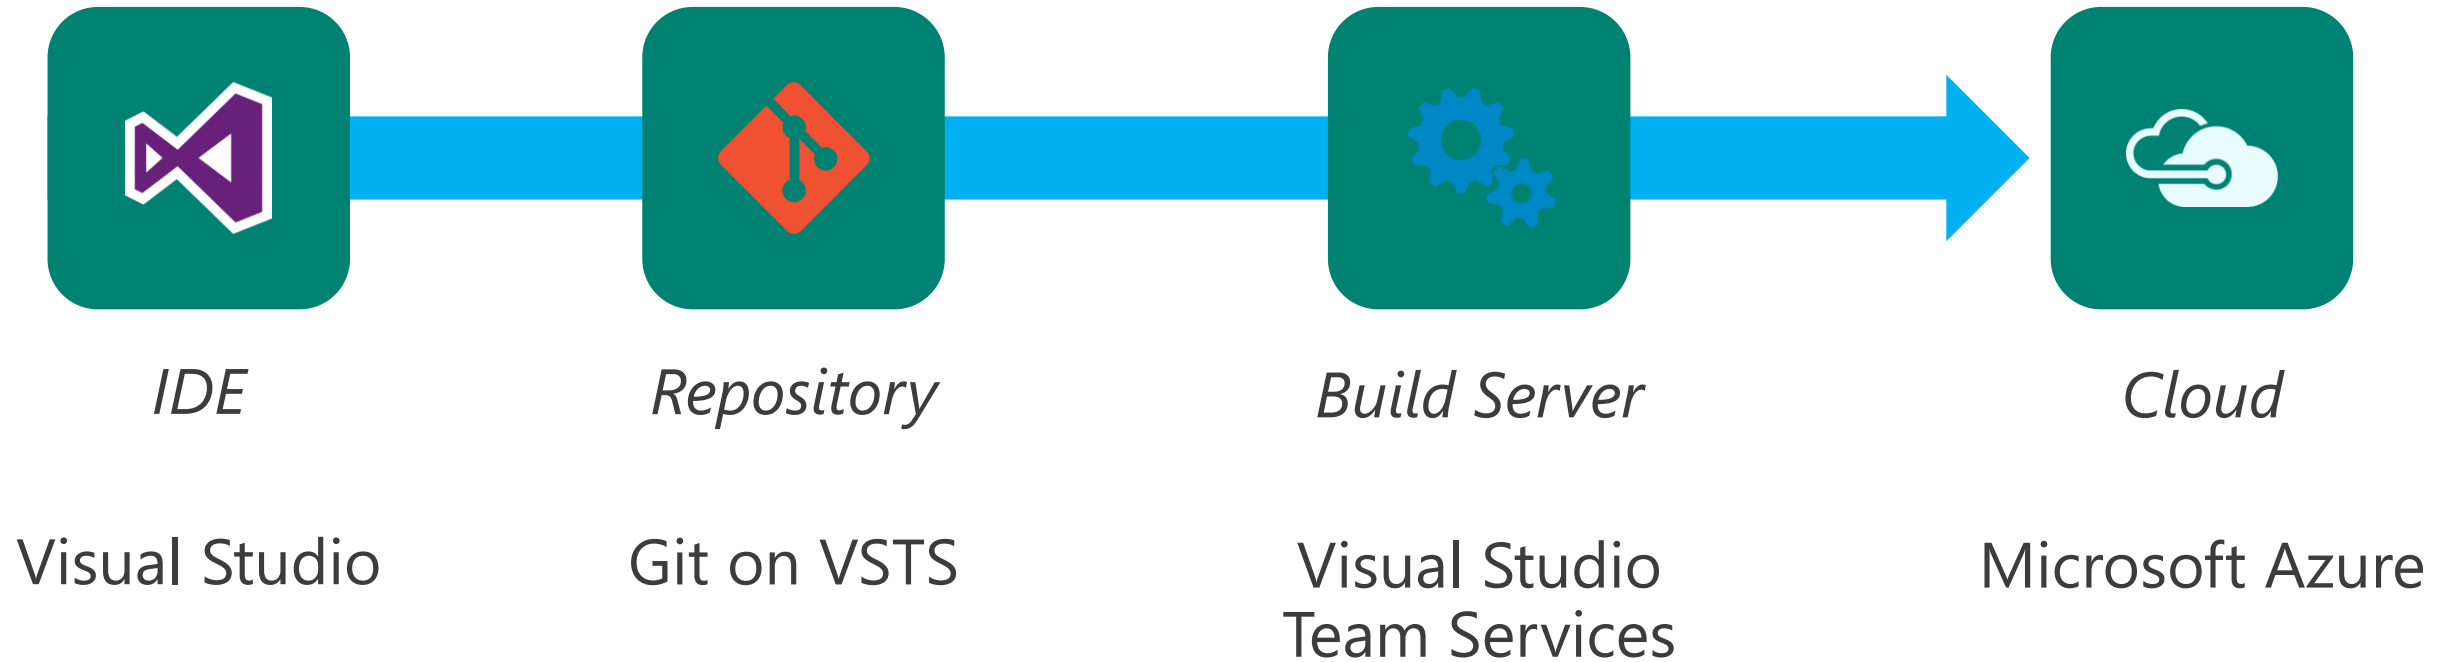 IDE
Repository
Build Server
Cloud
Visual Studio
Git on VSTS
Visual Studio
Team Services
Microsoft Azure